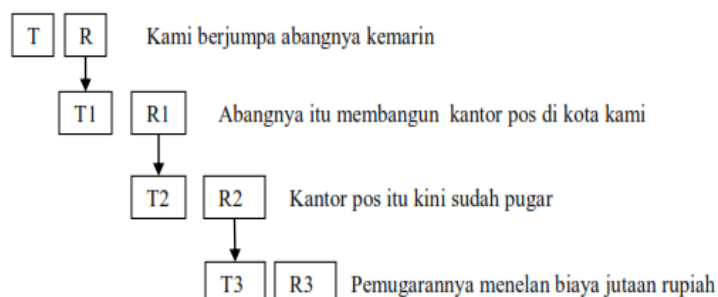 T R Kami berjumpa abangnya kemarin
T1 R1 Abangnya itu membangun kantor pos di kota kami
T2 R2 Kantor pos itu kini sudah pugar
T3 R3 Pemugarannya menelan biaya jutaan rupiah